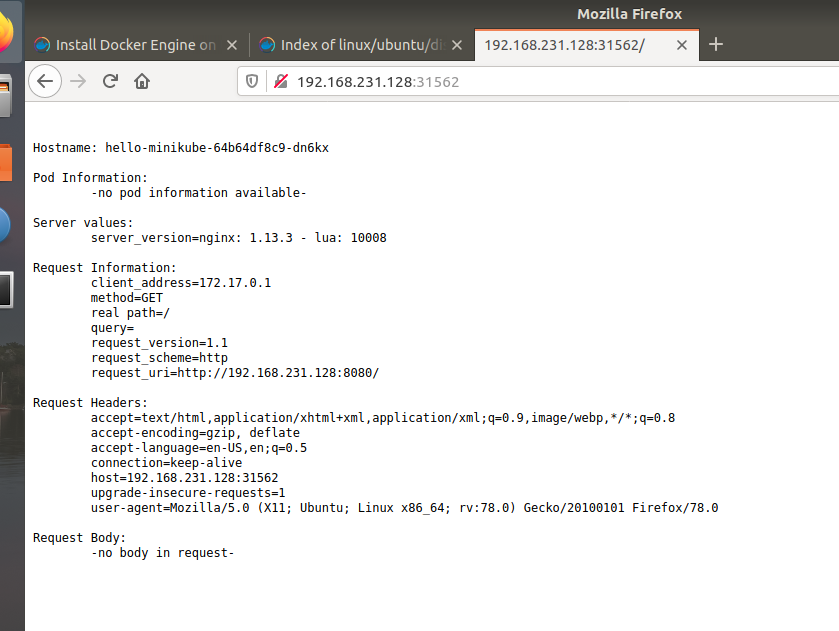 Mozilla Firefox
Install Docker Engine on
Index of linux/ubuntu/di
192.168.231.128:31562/
192.168.231.128:31562
Hostname: hello-minikube-64b64df8c9-dn6kx
Pod Information:
-no pod information available-
Server values:
server_version=nginx: 1.13.3 - lua: 10008
Request Information:
client_address=172.17.0.1
method=GET
real path=/
query=
request_version=1.1
request_scheme=http
request_uri=http://192.168.231.128:8080/
Request Headers:
accept=text/html,application/xhtml+xml,application/xml;q=0.9,image/webp,*/*;q=0.8
accept-encoding=gzip, deflate
accept-language=en-US,en;q=0.5
connection=keep-alive
host=192.168.231.128:31562
upgrade-insecure-requests=1
user-agent=Mozilla/5.0 (X11; Ubuntu; Linux x86_64; rv:78.0) Gecko/20100101 Firefox/78.0
Request Body:
-no body in request-